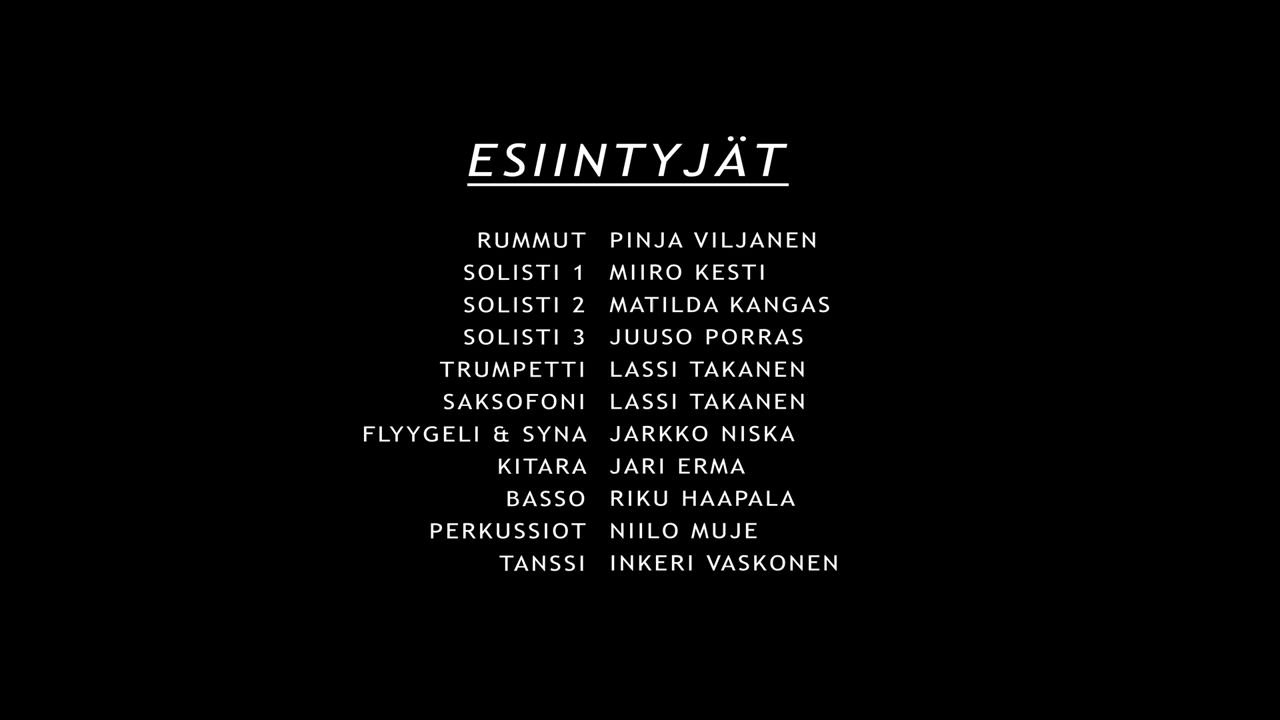 ESIINTYJÄT
RUMMUT PINJA VILJANEN
SOLISTI 1 MIIRO KESTI
SOLISTI 2 MATILDA KANGAS
SOLISTI 3 JUUSO PORRAS
TRUMPETTI LASSI TAKANEN
SAKSOFONI LASSI TAKANEN
FLYYGELI & SYNA JARKKO NISKA
KITARA JARI ERMA
BASSO RIKU HAAPALA
PERKUSSIOT NIILO MUJE
TANSSI INKERI VASKONEN